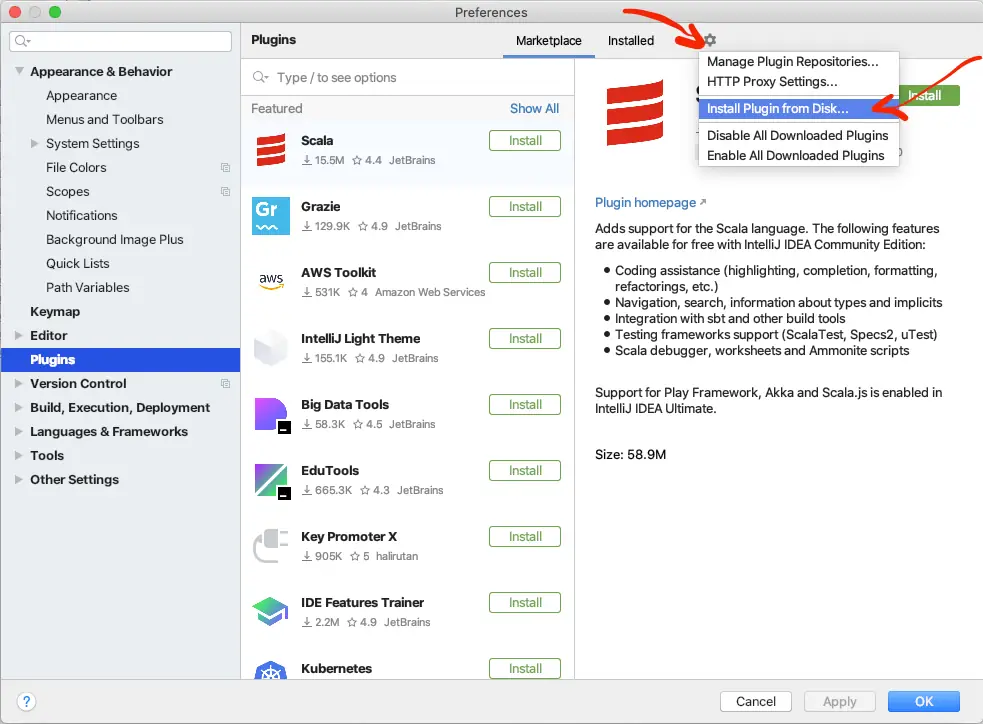 Preferences
Plugins
Marketplace
Installed
Manage Plugin Repositories...
HTTP Proxy Settings...
Install Plugin from Disk...
Disable All Downloaded Plugins
Enable All Downloaded Plugins
Appearance & Behavior
Appearance
Menus and Toolbars
System Settings
File Colors
Scopes
Notifications
Background Image Plus
Quick Lists
Path Variables
Keymap
Editor
Plugins
Version Control
Build, Execution, Deployment
Languages & Frameworks
Tools
Other Settings
Type / to see options
Featured
Show All
Scala
Install
15.5M 4.4 JetBrains
Gr
Grazie
Install
129.9K 4.9 JetBrains
aws
AWS Toolkit
Install
531K 4 Amazon Web Services
IntelliJ Light Theme
Install
155.1K 4.9 JetBrains
Big Data Tools
Install
58.3K 4.5 JetBrains
EduTools
Install
665.3K 4.3 JetBrains
Key Promoter X
Install
905K 5 halirutan
IDE Features Trainer
Install
2.2M 4.9 JetBrains
Kubernetes
Install
Install
Plugin homepage
Adds support for the Scala language. The following features
are available for free with IntelliJ IDEA Community Edition:
• Coding assistance (highlighting, completion, formatting,
refactorings, etc.)
• Navigation, search, information about types and implicits
• Integration with sbt and other build tools
• Testing frameworks support (ScalaTest, Specs2, uTest)
• Scala debugger, worksheets and Ammonite scripts
Support for Play Framework, Akka and Scala.js is enabled in
IntelliJ IDEA Ultimate.
Size: 58.9M
?
Cancel
Apply
OK